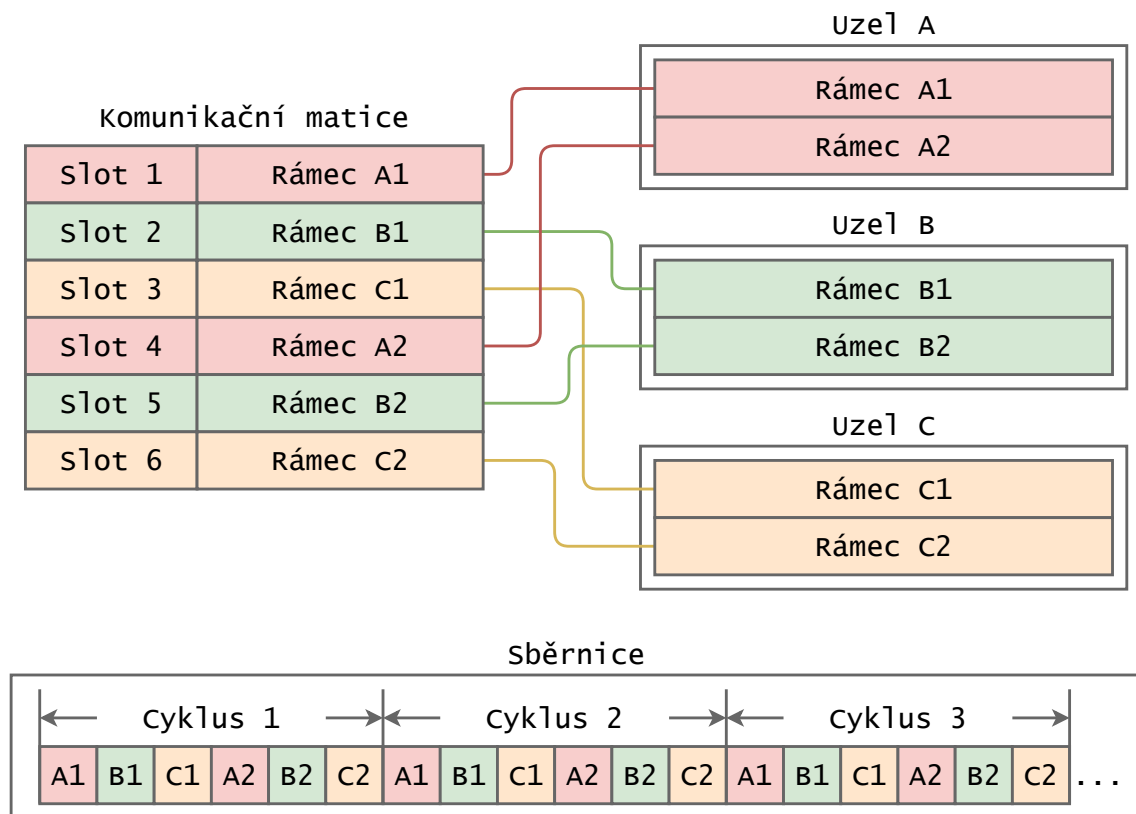 Komunikační matice
Slot 1 Rámec A1
Slot 2 Rámec B1
Slot 3 Rámec C1
Slot 4 Rámec A2
Slot 5 Rámec B2
Slot 6 Rámec C2
Uzel A
Rámec A1
Rámec A2
Uzel B
Rámec B1
Rámec B2
Uzel C
Rámec C1
Rámec C2
Sběrnice
Cyklus 1 Cyklus 2 Cyklus 3
A1 B1 C1 A2 B2 C2 A1 B1 C1 A2 B2 C2 A1 B1 C1 A2 B2 C2 ...